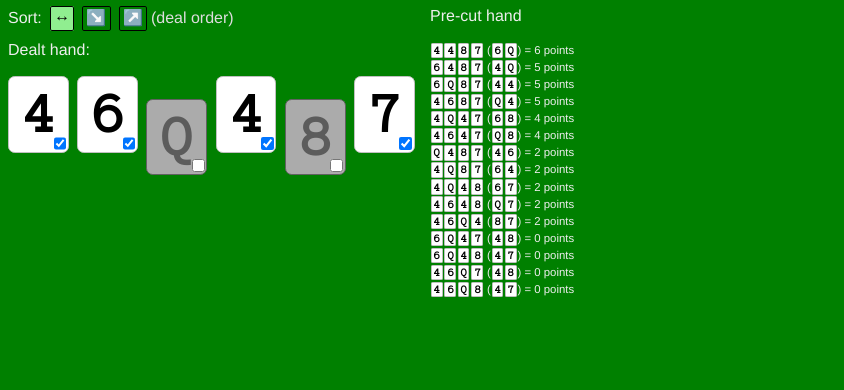 Sort: ↔ ↘ ↗ (deal order)
Dealt hand:
4 6 Q 4 8 7
Pre-cut hand
4 4 8 7 (6 Q) = 6 points
6 4 8 7 (4 Q) = 5 points
6 Q 8 7 (4 4) = 5 points
4 6 8 7 (Q 4) = 5 points
4 Q 4 7 (6 8) = 4 points
4 6 4 7 (Q 8) = 4 points
Q 4 8 7 (4 6) = 2 points
4 Q 8 7 (6 4) = 2 points
4 Q 4 8 (6 7) = 2 points
4 6 4 8 (Q 7) = 2 points
4 6 Q 4 (8 7) = 2 points
6 Q 4 7 (4 8) = 0 points
6 Q 4 8 (4 7) = 0 points
4 6 Q 7 (4 8) = 0 points
4 6 Q 8 (4 7) = 0 points